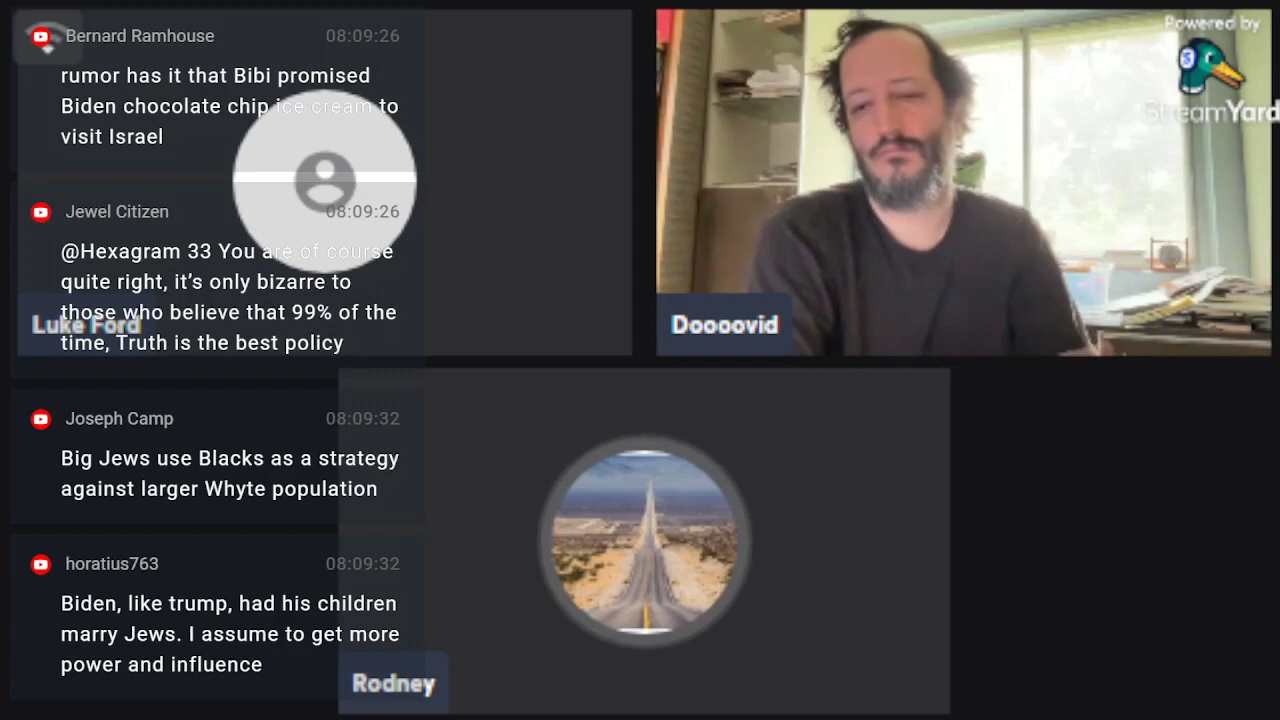 Bernard Ramhouse 08:09:26
rumor has it that Bibi promised
Biden chocolate chip ice cream to
visit Israel
Jewel Citizen 08:09:26
@Hexagram 33 You are of course
quite right, it’s only bizarre to
those who believe that 99% of the
time, Truth is the best policy
Luke Ford
Joseph Camp 08:09:32
Big Jews use Blacks as a strategy
against larger Whyte population
horatius763 08:09:32
Biden, like trump, had his children
marry Jews. I assume to get more
power and influence
Powered by
StreamYard
Doooovid
Rodney